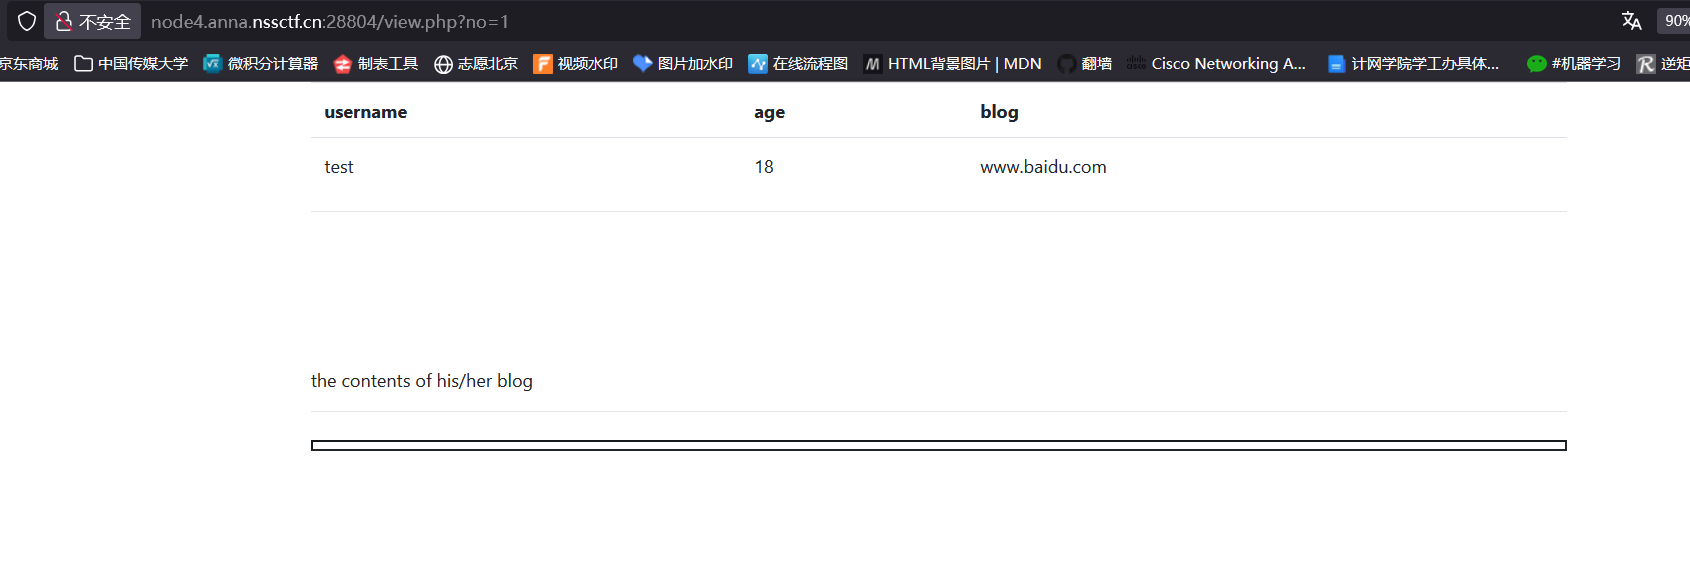 不安全 node4.anna.nssctf.cn:28804/view.php?no=1 90%
京东商城 中国传媒大学 微积分计算器 制表工具 志愿北京 视频水印 图片加水印 在线流程图 HTML背景图片 | MDN 翻墙 Cisco Networking A... 计网学院学工办具体... #机器学习 逆矩
username age blog
test 18 www.baidu.com
the contents of his/her blog